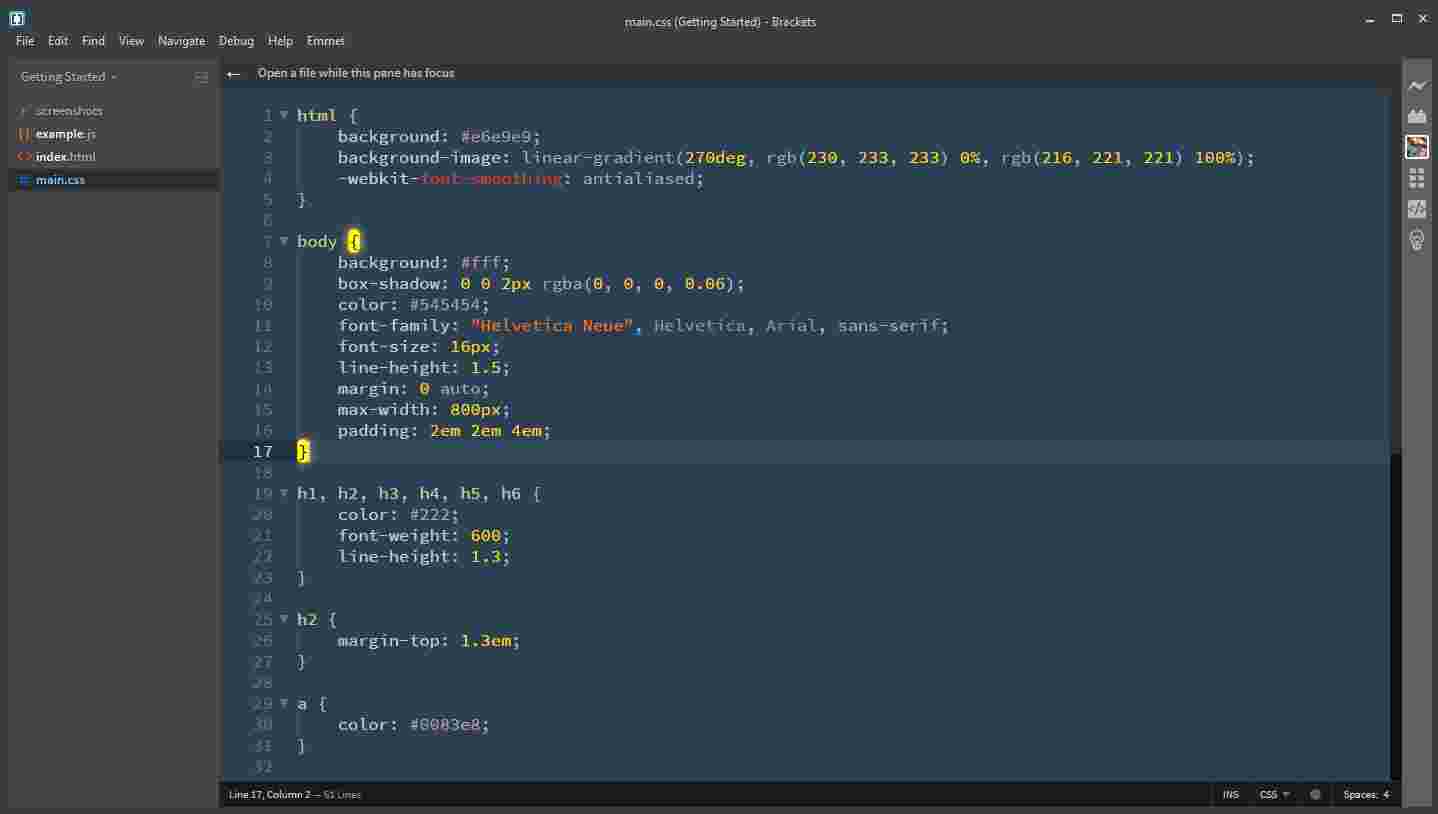 main.css (Getting Started) - Brackets
File Edit Find View Navigate Debug Help Emmet
Getting Started
Open a file while this pane has focus
screenshots
example.js
index.html
main.css
1 html {
2 background: #e6e9e9;
3 background-image: linear-gradient(270deg, rgb(230, 233, 233) 0%, rgb(216, 221, 221) 100%);
4 -webkit-font-smoothing: antialiased;
5 }
6
7 body {
8 background: #fff;
9 box-shadow: 0 0 2px rgba(0, 0, 0, 0.06);
10 color: #545454;
11 font-family: "Helvetica Neue", Helvetica, Arial, sans-serif;
12 font-size: 16px;
13 line-height: 1.5;
14 margin: 0 auto;
15 max-width: 800px;
16 padding: 2em 2em 4em;
17 }
18
19 h1, h2, h3, h4, h5, h6 {
20 color: #222;
21 font-weight: 600;
22 line-height: 1.3;
23 }
24
25 h2 {
26 margin-top: 1.3em;
27 }
28
29 a {
30 color: #0083e8;
31 }
32
Line 17, Column 2 — 51 Lines
INS CSS Spaces: 4